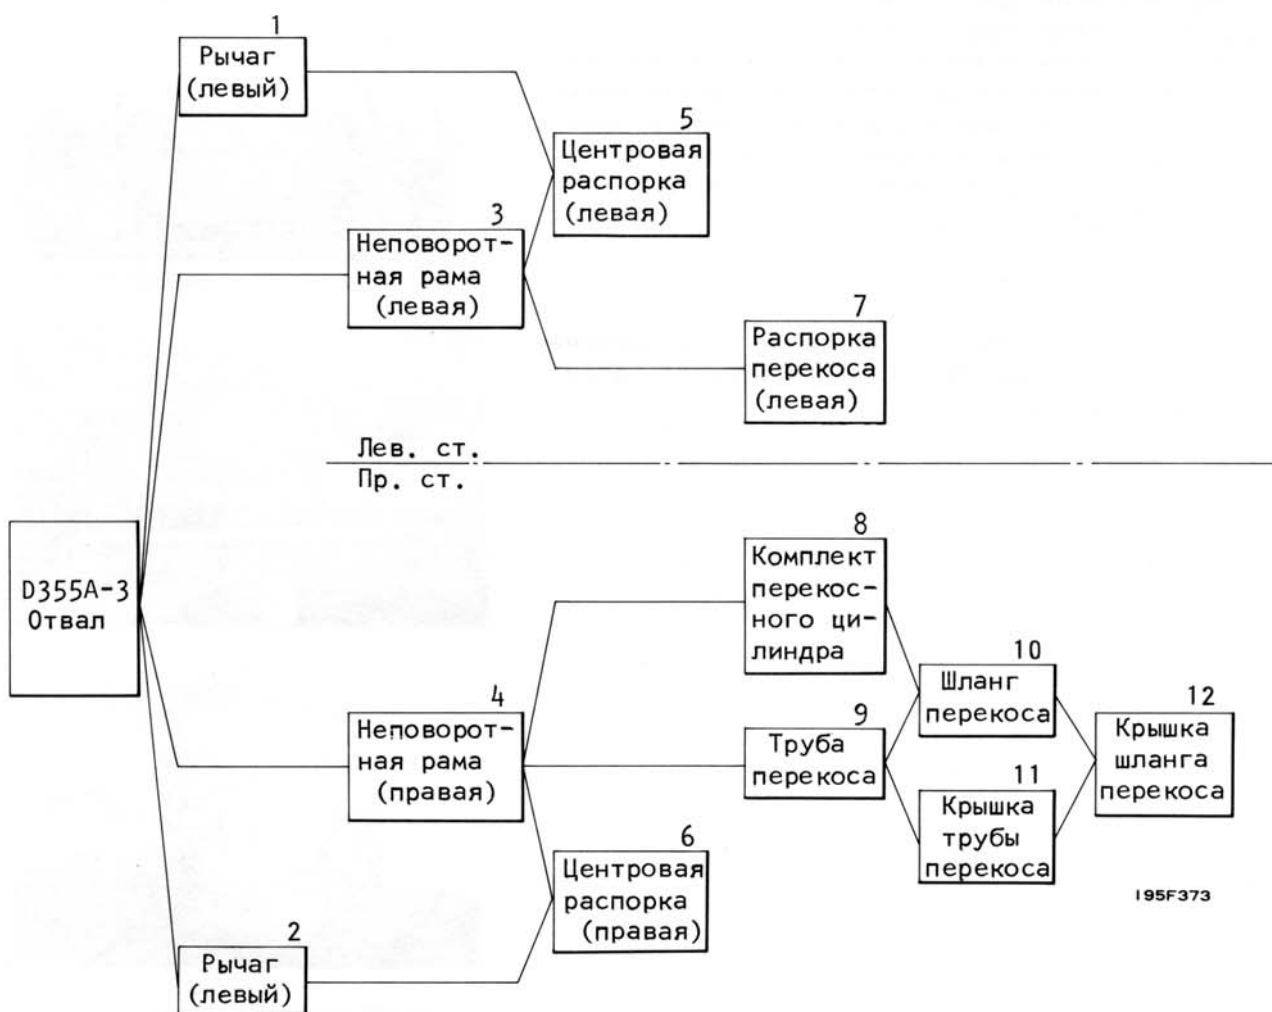 1
Рычаг
(левый)
5
Центровая
распорка
(левая)
3
Неповорот-
ная рама
(левая)
7
Распорка
перекоса
(левая)
Лев. ст.
Пр. ст.
D355A-3
Отвал
8
Комплект
перекос-
ного ци-
линдра
4
Неповорот-
ная рама
(правая)
9
Труба
перекоса
10
Шланг
перекоса
12
Крышка
шланга
перекоса
11
Крышка
трубы
перекоса
6
Центровая
распорка
(правая)
2
Рычаг
(левый)
195F373